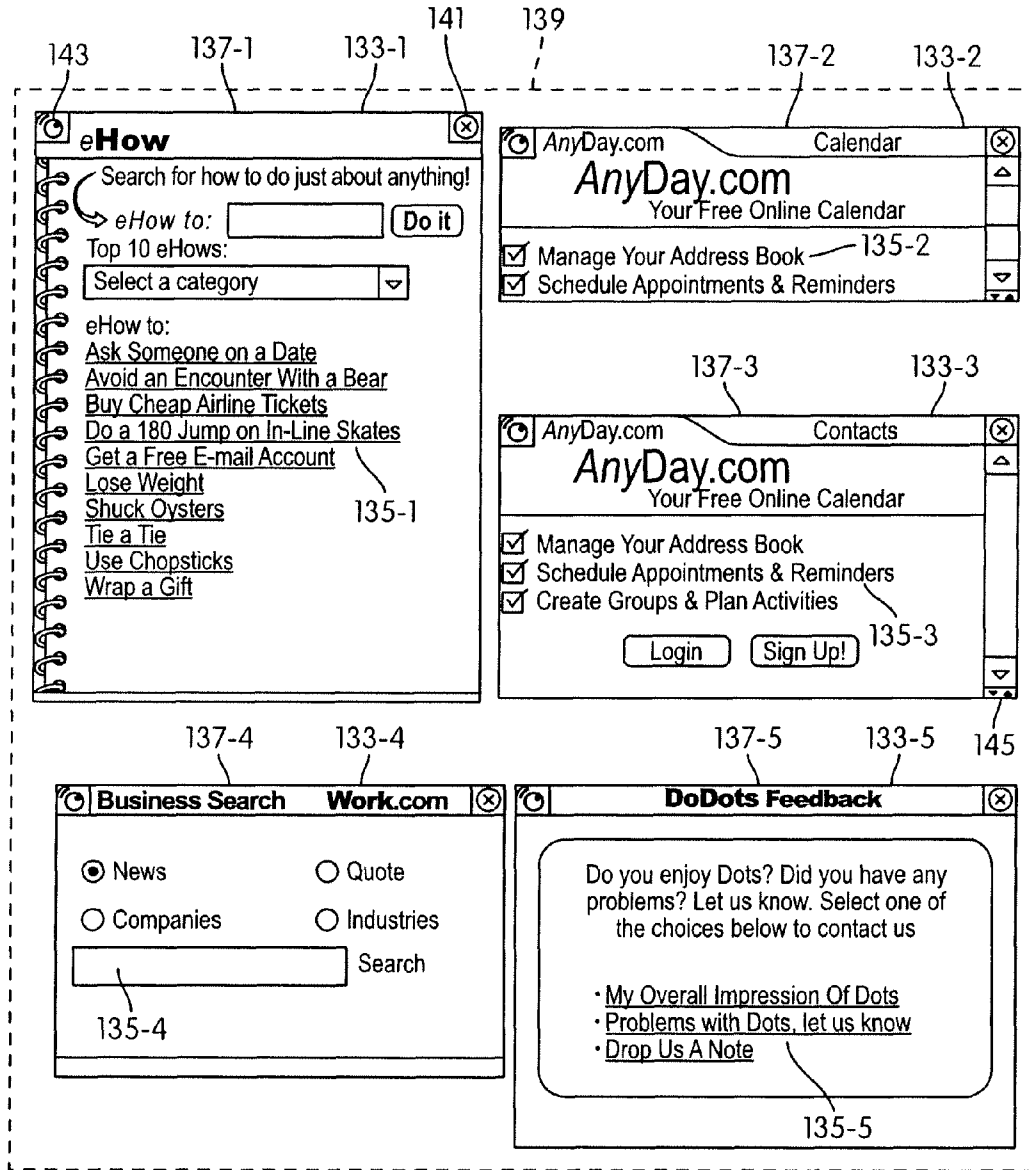 139
143 137-1 133-1 141
eHow
Search for how to do just about anything!
eHow to: Do it
Top 10 eHows:
Select a category
eHow to:
Ask Someone on a Date
Avoid an Encounter With a Bear
Buy Cheap Airline Tickets
Do a 180 Jump on In-Line Skates
Get a Free E-mail Account
Lose Weight
Shuck Oysters
Tie a Tie
Use Chopsticks
Wrap a Gift
135-1
137-2 133-2
AnyDay.com Calendar
AnyDay.com
Your Free Online Calendar
Manage Your Address Book 135-2
Schedule Appointments & Reminders
137-3 133-3
AnyDay.com Contacts
AnyDay.com
Your Free Online Calendar
Manage Your Address Book
Schedule Appointments & Reminders
Create Groups & Plan Activities
135-3
Login Sign Up!
145
137-4 133-4
Business Search Work.com
News Quote
Companies Industries
Search
135-4
137-5 133-5
DoDots Feedback
Do you enjoy Dots? Did you have any
problems? Let us know. Select one of
the choices below to contact us
· My Overall Impression Of Dots
· Problems with Dots, let us know
· Drop Us A Note
135-5